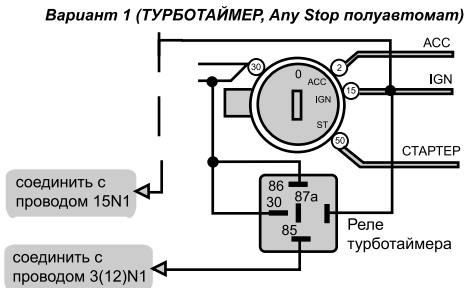 Вариант 1 (ТУРБОТАЙМЕР, Any Stop полуавтомат)
ACC
30
0
2
ACC
IGN
15
IGN
ST
50
СТАРТЕР
соединить с
проводом 15N1
86
87a
30
85
Реле
турботаймера
соединить с
проводом 3(12)N1